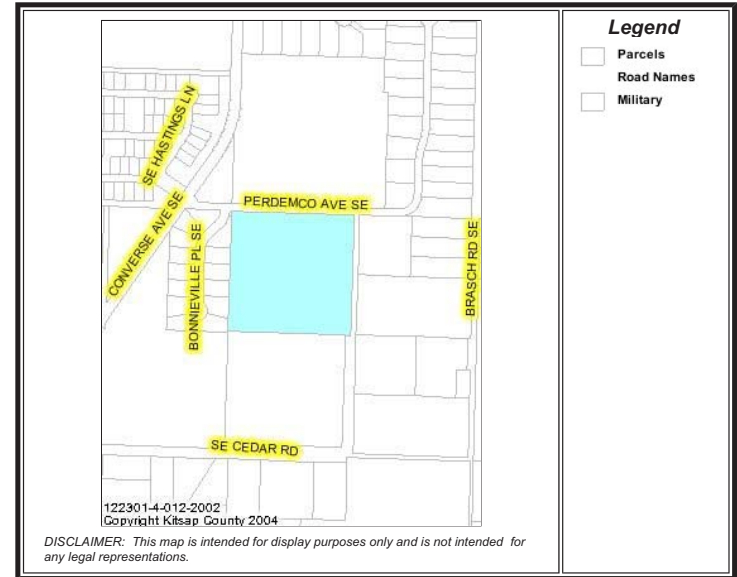 Legend
Parcels
Road Names
Military
SE HASTINGS LN
PERDEMCO AVE SE
CONVERSE AVE SE
BONNIEVILLE PL SE
BRASCH RD SE
SE CEDAR RD
122301-4-012-2002
Copyright Kitsap County 2004
DISCLAIMER: This map is intended for display purposes only and is not intended for
any legal representations.